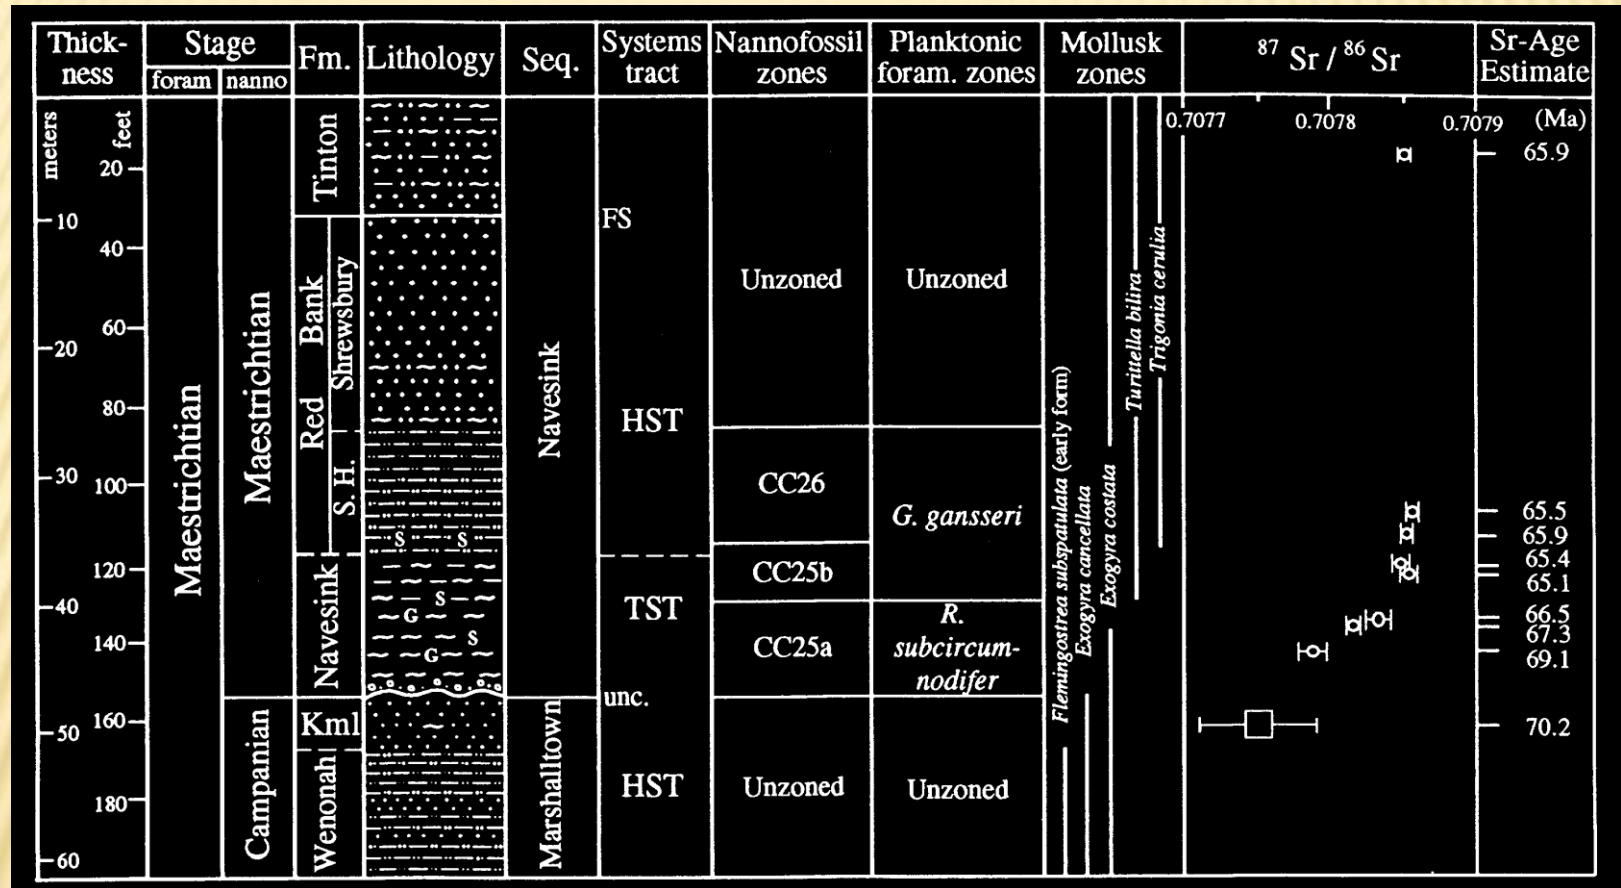 Thick-
ness
Stage
foram
nanno
Fm.
Lithology
Seq.
Systems
tract
Nannofossil
zones
Planktonic
foram. zones
Mollusk
zones
87 Sr / 86 Sr
Sr-Age
Estimate
meters
feet
0.7077
0.7078
0.7079
(Ma)
20
10
40
60
20
80
30
100
120
40
140
160
50
180
60
Maestrichtian
Maestrichtian
Campanian
Tinton
Red Bank
Shrewsbury
S. H.
Navesink
Kml
Wenonah
S
S
S
G
S
G
Navesink
Marshalltown
FS
HST
TST
unc.
HST
Unzoned
CC26
CC25b
CC25a
Unzoned
Unzoned
G. gansseri
R.
subcircum-
nodifer
Unzoned
Flemingostrea subspatulata (early form)
Exogyra cancellata
Exogyra costata
Turittella bilira
Trigonia cerulia
65.9
65.5
65.9
65.4
65.1
66.5
67.3
69.1
70.2